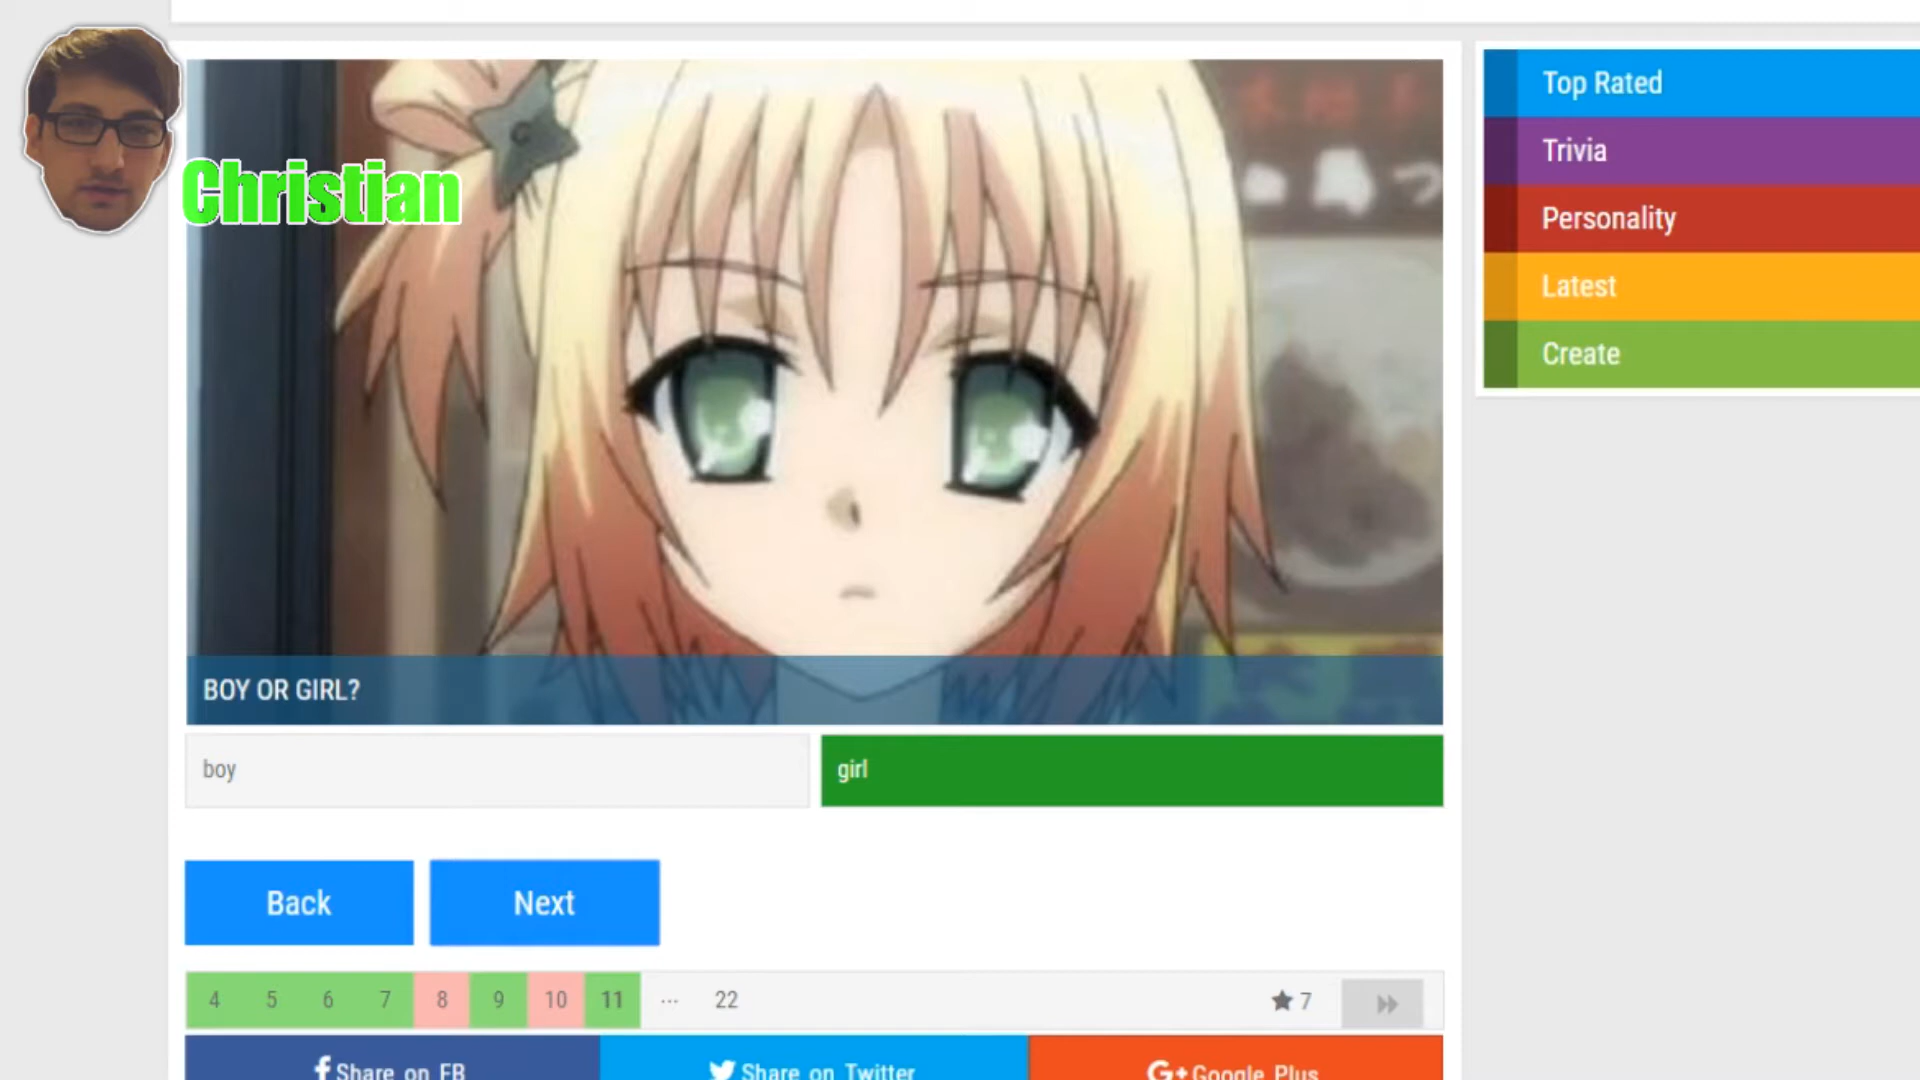 Christian
Top Rated
Trivia
Personality
Latest
Create
BOY OR GIRL?
boy
girl
Back
Next
4 5 6 7 8 9 10 11 ... 22
7
Share on FB
Share on Twitter
G+ Google Plus